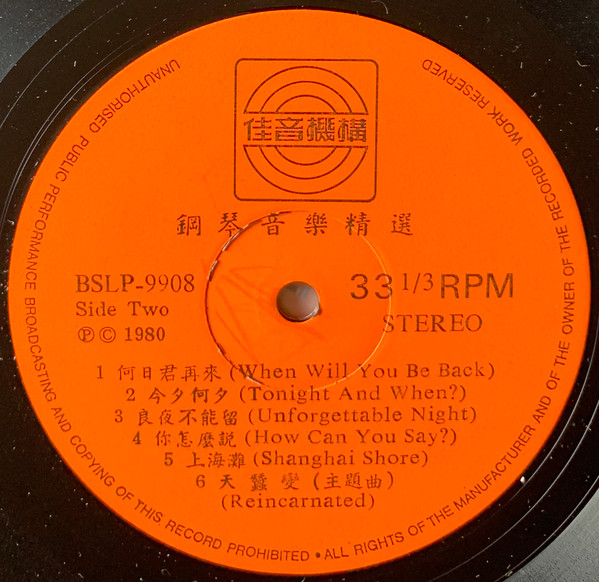 佳音機構
鋼琴音樂精選
BSLP-9908
Side Two
Ⓟ © 1980
33 1/3 RPM
STEREO
1 何日君再來 (When Will You Be Back)
2 今夕何夕 (Tonight And When?)
3 良夜不能留 (Unforgettable Night)
4 你怎麼説 (How Can You Say?)
5 上海灘 (Shanghai Shore)
6 天蠶變 (主題曲)
(Reincarnated)
UNAUTHORISED PUBLIC PERFORMANCE BROADCASTING AND COPYING OF THIS RECORD PROHIBITED • ALL RIGHTS OF THE MANUFACTURER AND OF THE OWNER OF THE RECORDED WORK RESERVED